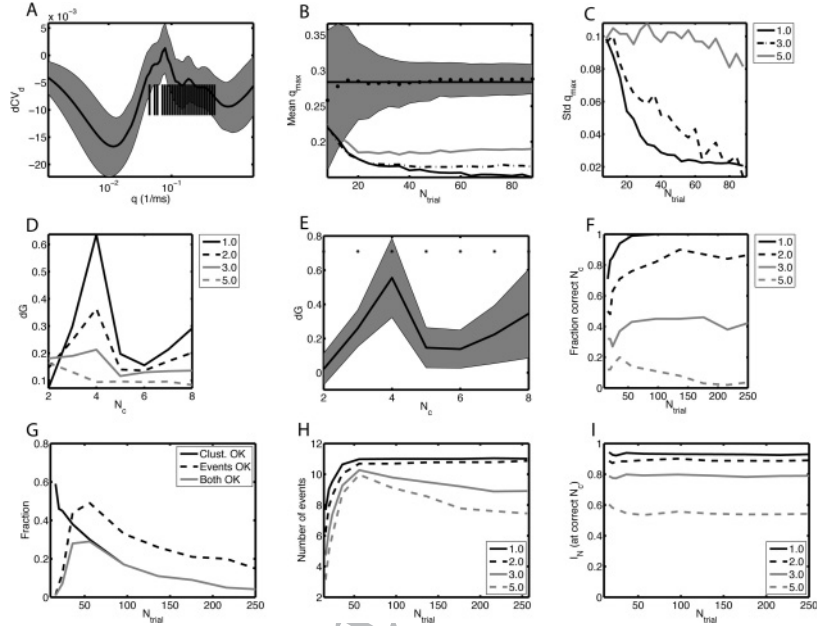 A
x 10⁻³
5
0
−5
−10
−15
−20
dCV_d
10⁻²
10⁻¹
q (1/ms)
B
0.35
0.3
0.25
0.2
Mean q_max
20 40 60 80
N_trial
1.0
3.0
5.0
C
0.1
0.08
0.06
0.04
0.02
Std q_max
20 40 60 80
N_trial
D
0.6
0.5
0.4
0.3
0.2
0.1
dG
2 4 6 8
N_c
1.0
2.0
3.0
5.0
E
0.8
0.6
0.4
0.2
0
dG
2 4 6 8
N_c
F
1
0.8
0.6
0.4
0.2
0
Fraction correct N_c
50 100 150 200 250
N_trial
1.0
2.0
3.0
5.0
G
0.8
0.6
0.4
0.2
0
Fraction
50 100 150 200 250
N_trial
Clust. OK
Events OK
Both OK
H
12
10
8
6
4
2
Number of events
50 100 150 200 250
N_trial
1.0
2.0
3.0
5.0
I
1
0.8
0.6
0.4
0.2
0
I_N (at correct N_c)
50 100 150 200 250
N_trial
1.0
2.0
3.0
5.0